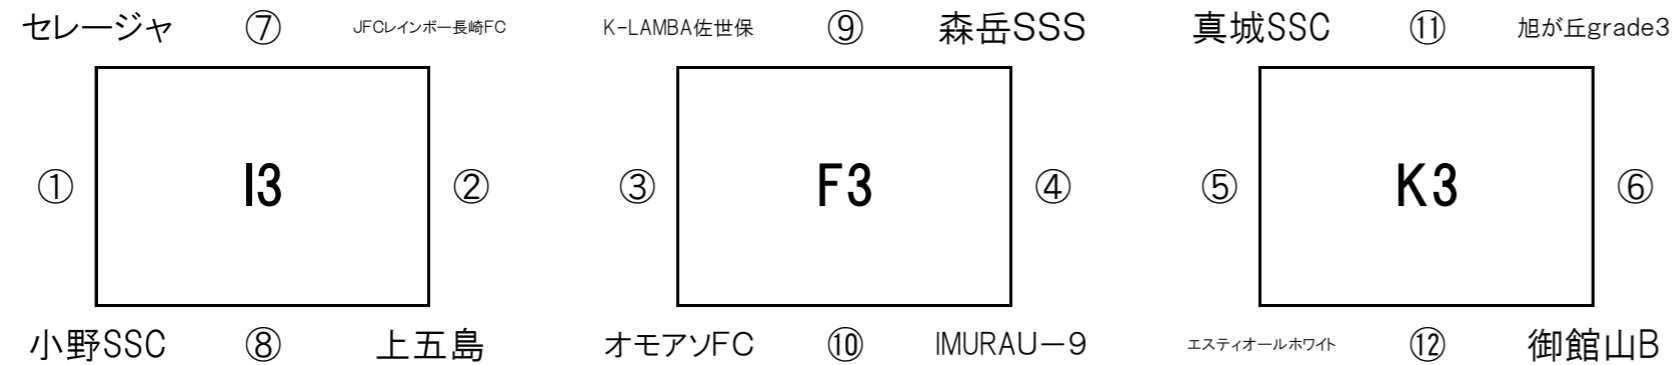 セレージャ ⑦ JFCレインボー長崎FC K-LAMBA佐世保 ⑨ 森岳SSS 真城SSC ⑪ 旭が丘grade3
① I3 ② ③ F3 ④ ⑤ K3 ⑥
小野SSC ⑧ 上五島 オモアソFC ⑩ IMURAU－9 エスティオールホワイト ⑫ 御館山B